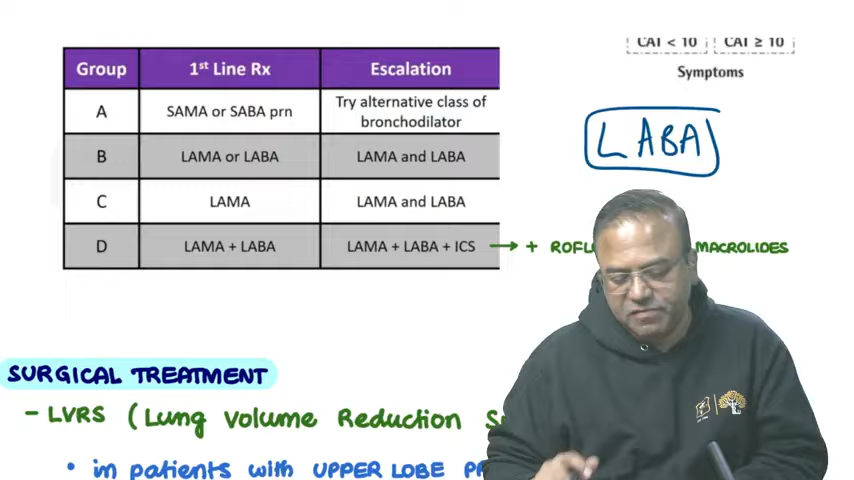 CAT < 10 CAT ≥ 10
Symptoms
Group 1st Line Rx Escalation
A SAMA or SABA prn Try alternative class of bronchodilator
B LAMA or LABA LAMA and LABA
C LAMA LAMA and LABA
D LAMA + LABA LAMA + LABA + ICS → + MACROLIDES
LABA
SURGICAL TREATMENT
- LVRS (Lung Volume Reduction
• in patients with UPPER LOBE